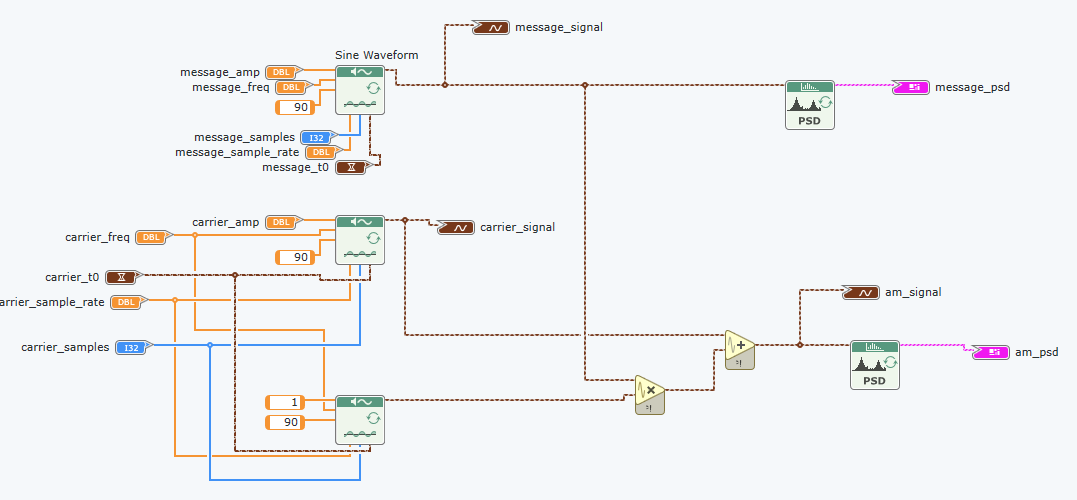 message_signal
Sine Waveform
message_amp DBL
message_freq DBL
90
message_psd
PSD
message_samples I32
message_sample_rate DBL
message_t0
carrier_amp DBL
carrier_signal
carrier_freq DBL
90
carrier_t0
arrier_sample_rate DBL
am_signal
carrier_samples I32
am_psd
PSD
1
90